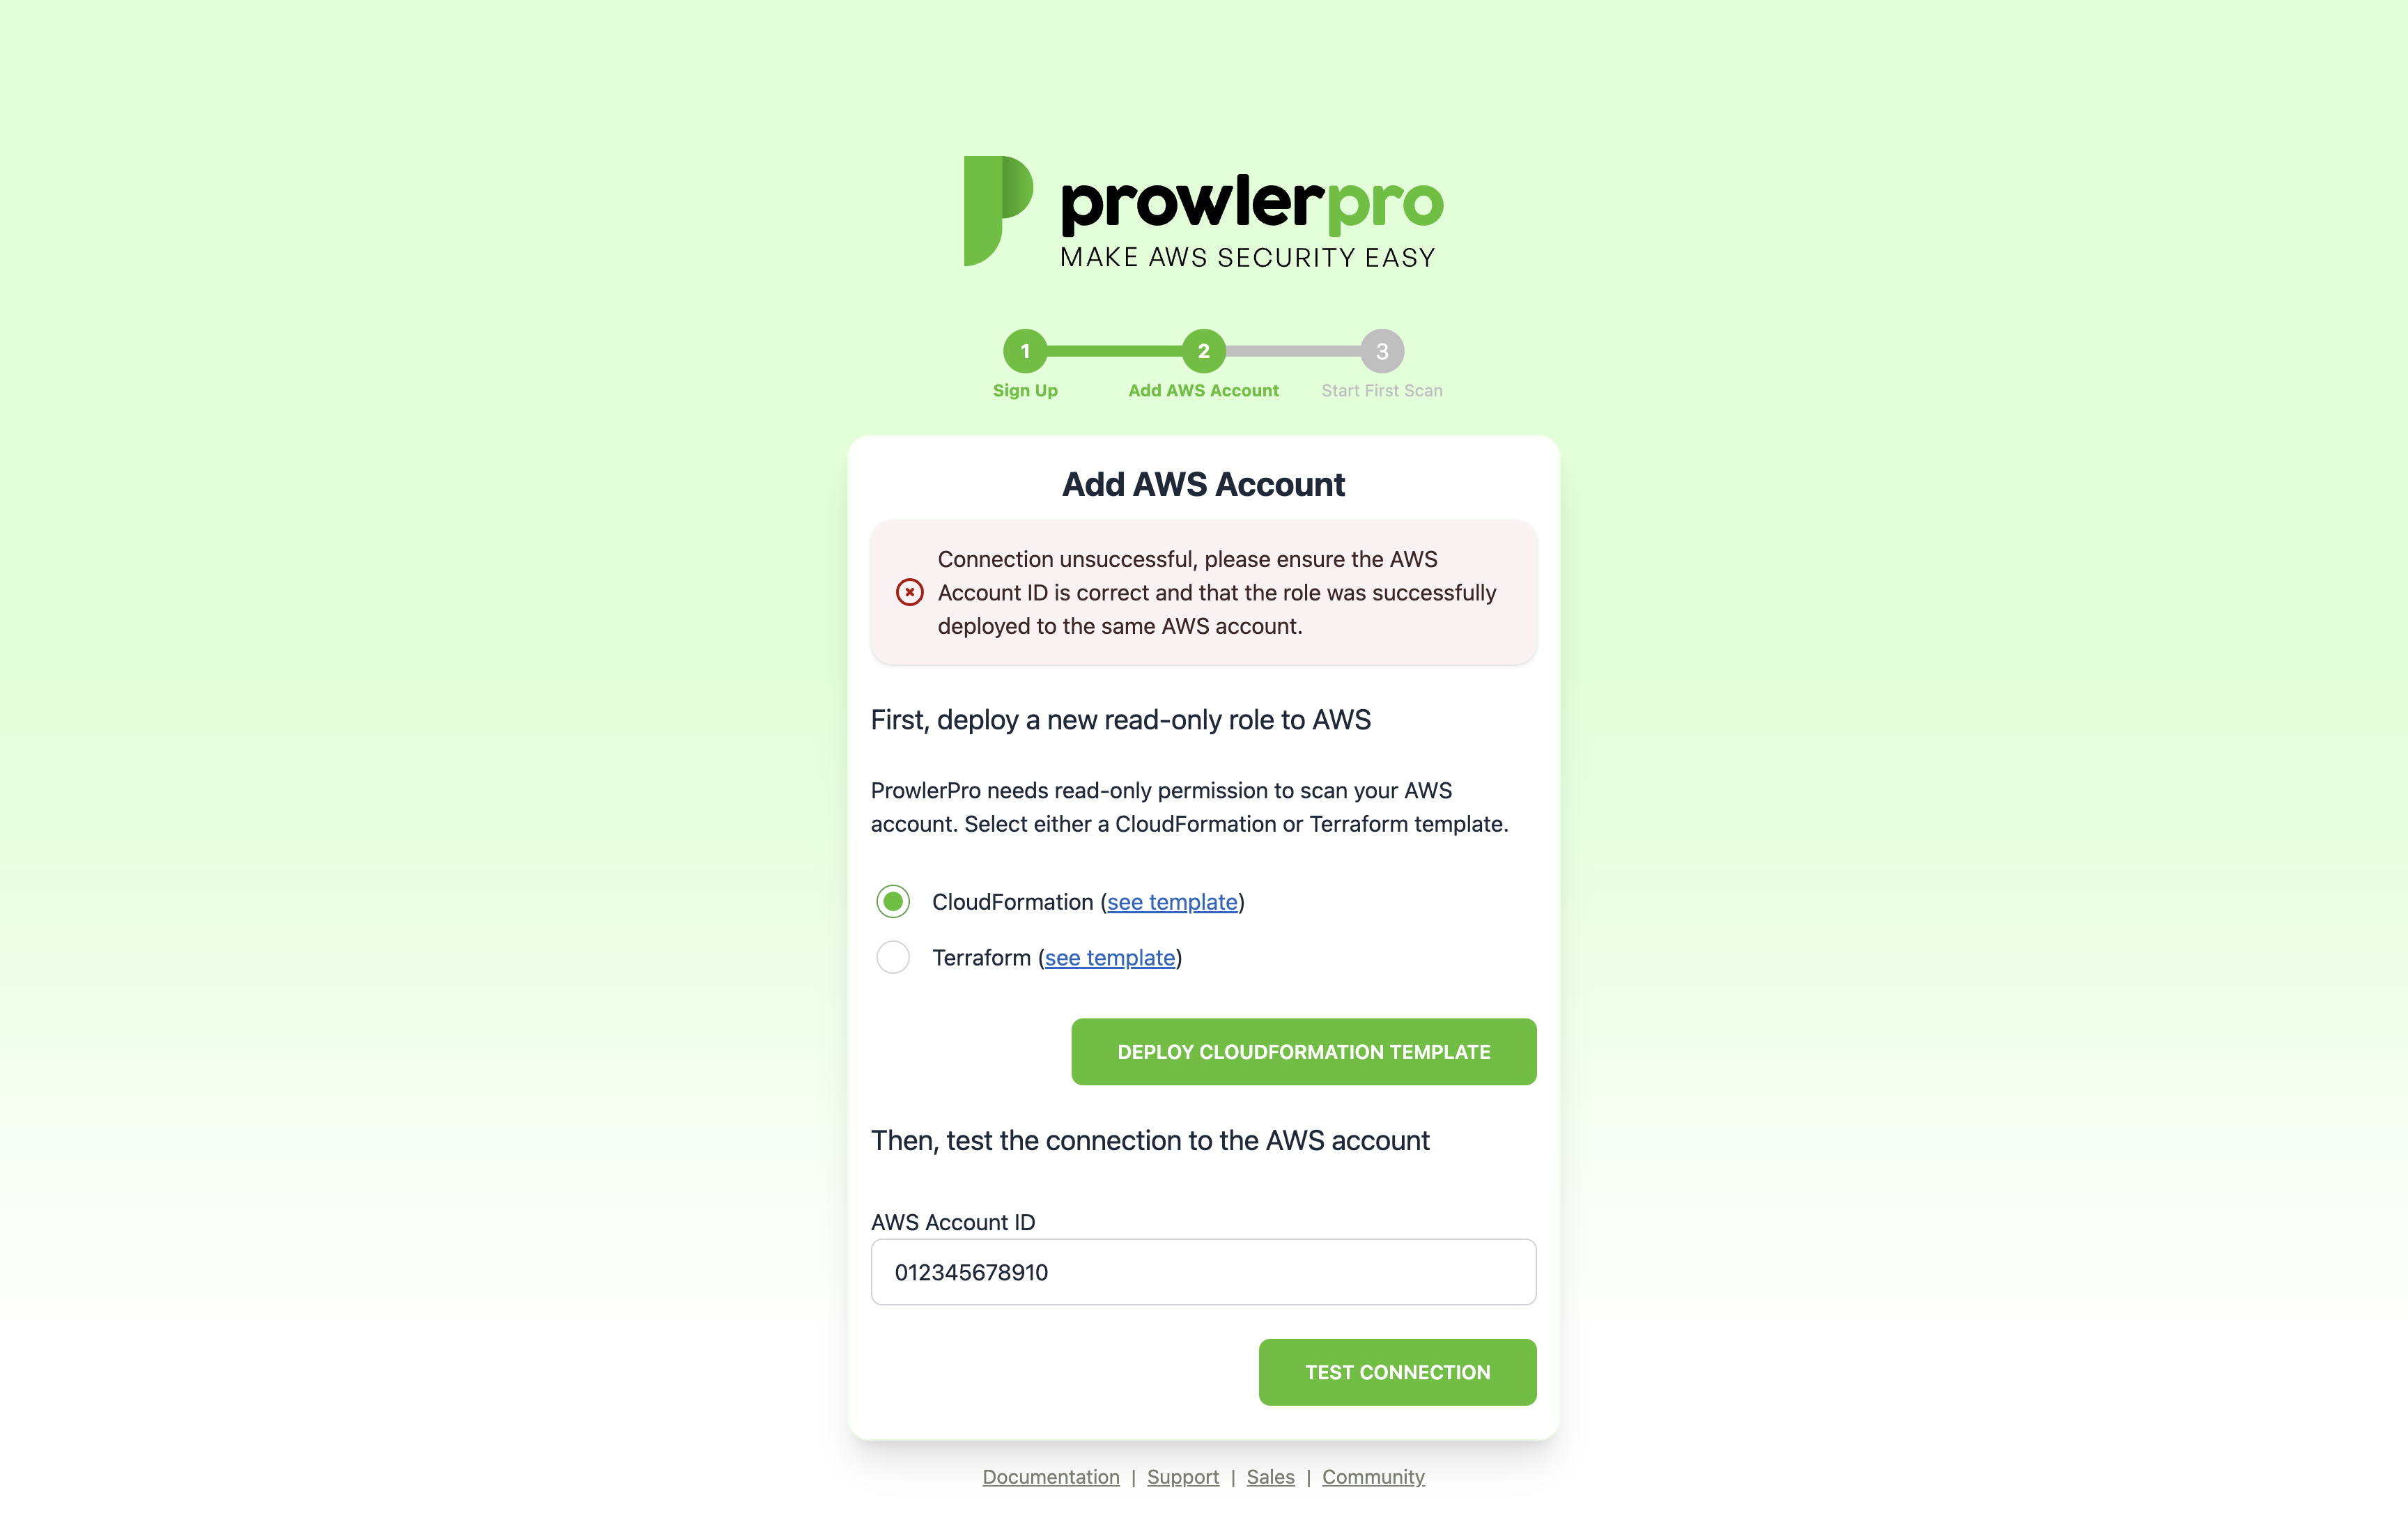 prowlerpro
MAKE AWS SECURITY EASY
1 2 3
Sign Up Add AWS Account Start First Scan
Add AWS Account
Connection unsuccessful, please ensure the AWS
Account ID is correct and that the role was successfully
deployed to the same AWS account.
First, deploy a new read-only role to AWS
ProwlerPro needs read-only permission to scan your AWS
account. Select either a CloudFormation or Terraform template.
CloudFormation (see template)
Terraform (see template)
DEPLOY CLOUDFORMATION TEMPLATE
Then, test the connection to the AWS account
AWS Account ID
012345678910
TEST CONNECTION
Documentation | Support | Sales | Community